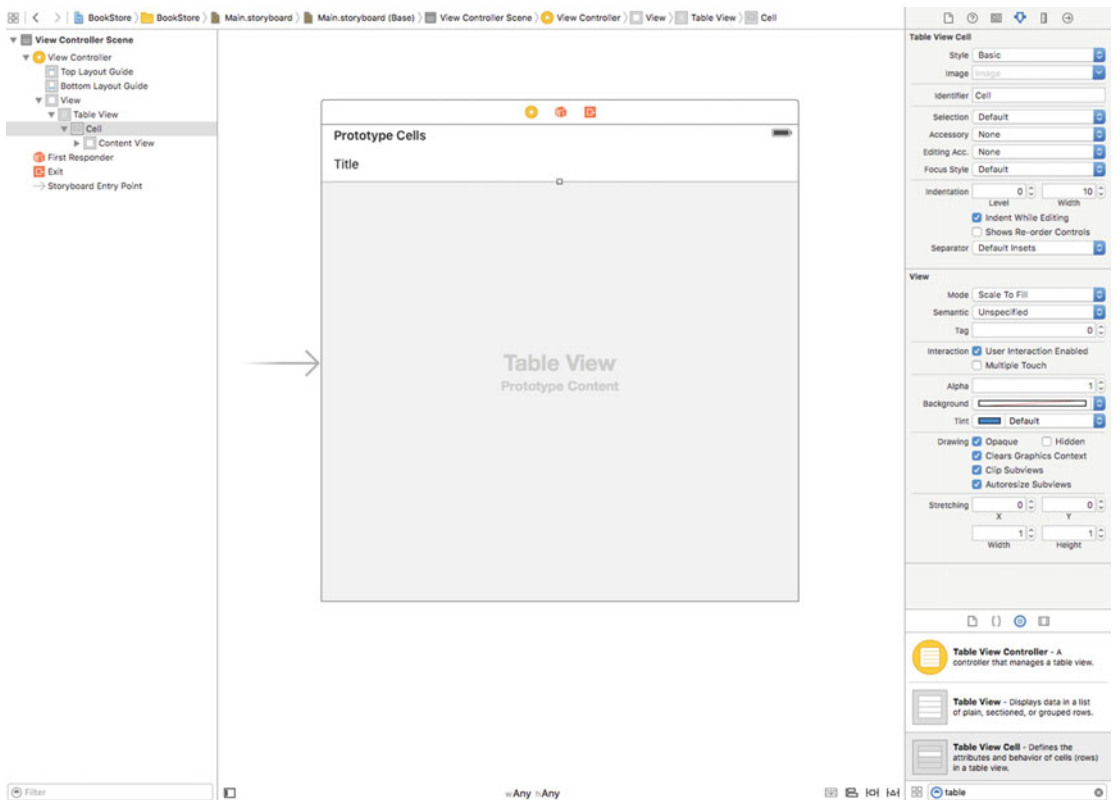 BookStore
BookStore
Main.storyboard
Main.storyboard (Base)
View Controller Scene
View Controller
View
Table View
Cell
View Controller Scene
View Controller
Top Layout Guide
Bottom Layout Guide
View
Table View
Cell
Content View
First Responder
Exit
Storyboard Entry Point
Filter
Prototype Cells
Title
Table View
Prototype Content
wAny hAny
Table View Cell
Style Basic
Image Image
Identifier Cell
Selection Default
Accessory None
Editing Acc. None
Focus Style Default
Indentation 0 10
Level Width
Indent While Editing
Shows Re-order Controls
Separator Default Insets
View
Mode Scale To Fill
Semantic Unspecified
Tag 0
Interaction User Interaction Enabled
Multiple Touch
Alpha 1
Background
Tint Default
Drawing Opaque Hidden
Clears Graphics Context
Clip Subviews
Autoresize Subviews
Stretching 0 0
X Y
1 1
Width Height
Table View Controller - A
controller that manages a table view.
Table View - Displays data in a list
of plain, sectioned, or grouped rows.
Table View Cell - Defines the
attributes and behavior of cells (rows)
in a table view.
table